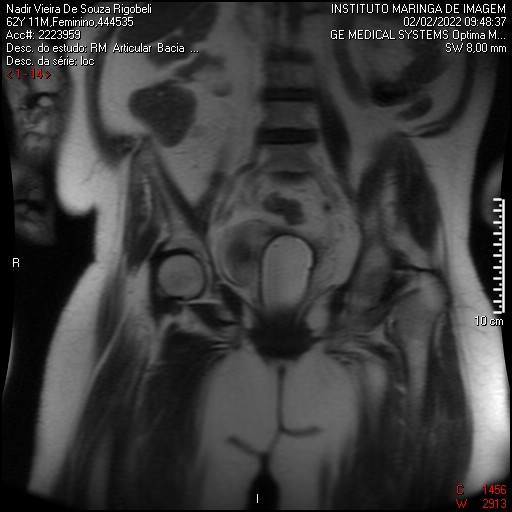 Nadir Vieira De Souza Rigobeli
62Y 11M,Feminino,444535
Acc#: 2223959
Desc. do estudo: RM Articular Bacia ...
Desc. da série: loc
<1-14>
INSTITUTO MARINGA DE IMAGEM
02/02/2022 09:48:37
GE MEDICAL SYSTEMS Optima M...
SW 8,00 mm
R
10 cm
I
C 1456
W 2913